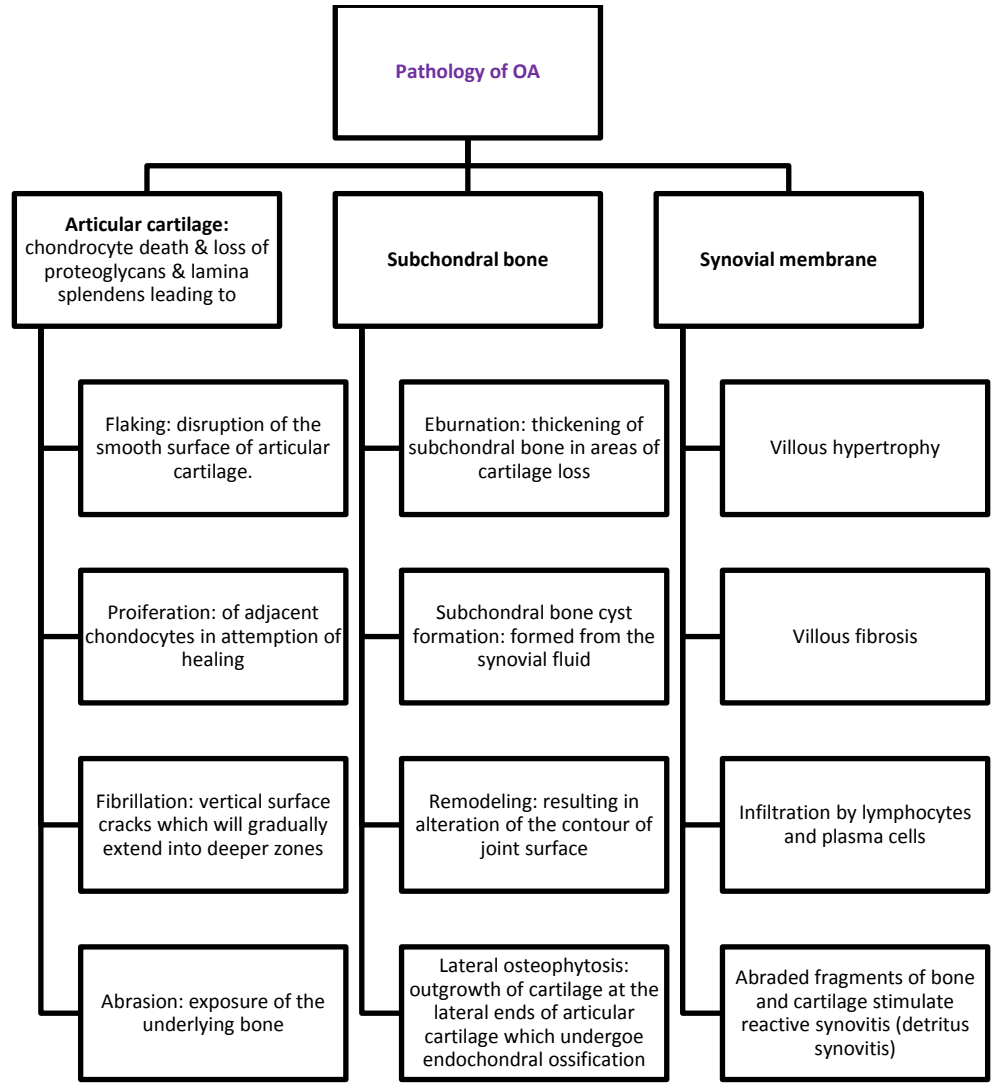 Pathology of OA
Articular cartilage:
chondrocyte death & loss of
proteoglycans & lamina
splendens leading to
Flaking: disruption of the
smooth surface of articular
cartilage.
Proiferation: of adjacent
chondocytes in attemption of
healing
Fibrillation: vertical surface
cracks which will gradually
extend into deeper zones
Abrasion: exposure of the
underlying bone
Subchondral bone
Eburnation: thickening of
subchondral bone in areas of
cartilage loss
Subchondral bone cyst
formation: formed from the
synovial fluid
Remodeling: resulting in
alteration of the contour of
joint surface
Lateral osteophytosis:
outgrowth of cartilage at the
lateral ends of articular
cartilage which undergoe
endochondral ossification
Synovial membrane
Villous hypertrophy
Villous fibrosis
Infiltration by lymphocytes
and plasma cells
Abraded fragments of bone
and cartilage stimulate
reactive synovitis (detritus
synovitis)